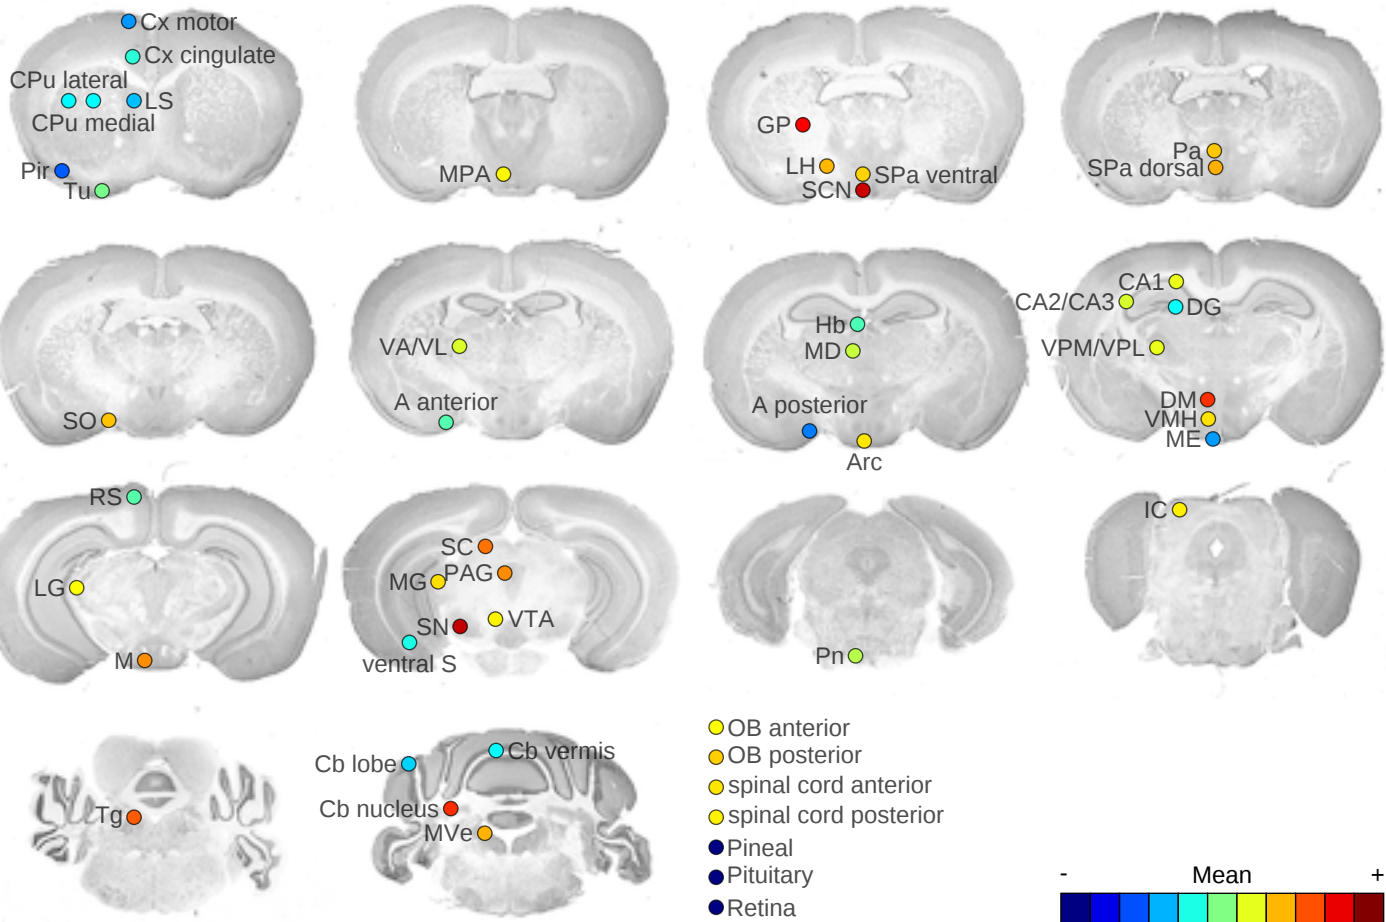 Cx motor
Cx cingulate
CPu lateral
LS
CPu medial
Pir
Tu
MPA
GP
LH
SPa ventral
SCN
Pa
SPa dorsal
SO
VA/VL
A anterior
Hb
MD
A posterior
Arc
CA1
CA2/CA3
DG
VPM/VPL
DM
VMH
ME
RS
LG
M
SC
PAG
MG
VTA
SN
ventral S
Pn
IC
Tg
Cb vermis
Cb lobe
Cb nucleus
MVe
OB anterior
OB posterior
spinal cord anterior
spinal cord posterior
Pineal
Pituitary
Retina
- Mean +